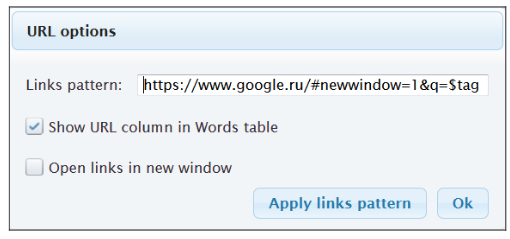 URL options
Links pattern: https://www.google.ru/#newwindow=1&q=$tag
Show URL column in Words table
Open links in new window
Apply links pattern Ok